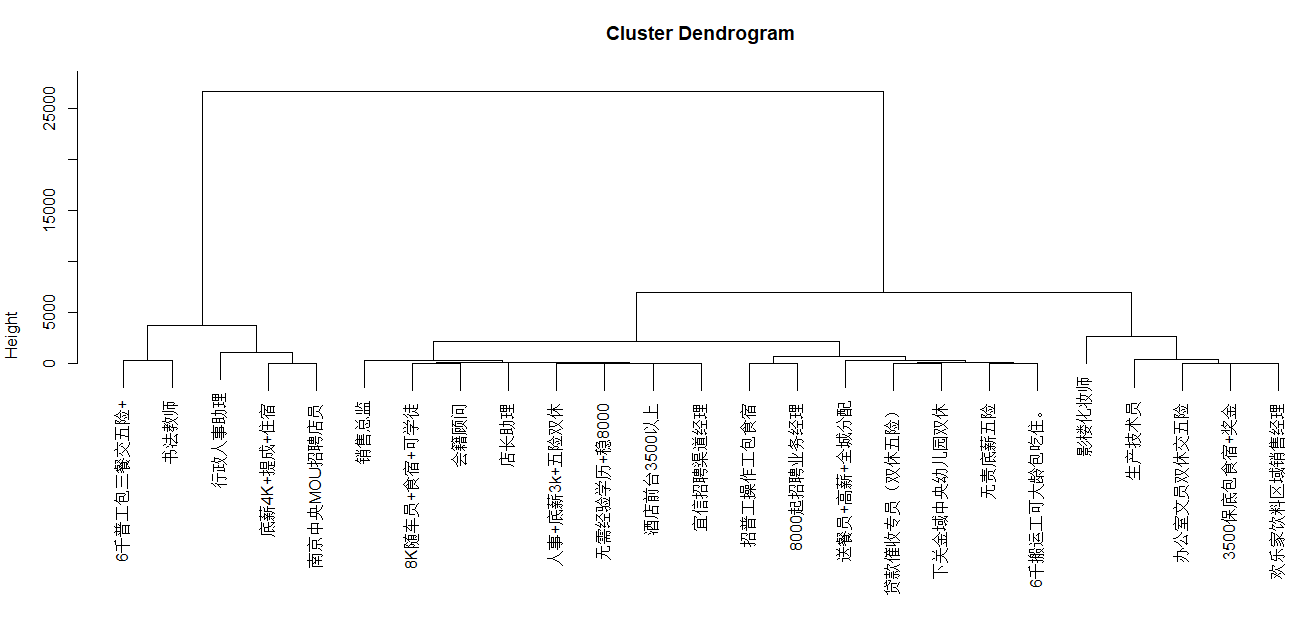 Cluster Dendrogram
Height
25000
15000
5000
0
6千普工包三餐交五险+
书法教师
行政人事助理
底薪4K+提成+住宿
南京中央MOU招聘店员
销售总监
8K随车员+食宿+可学徒
会籍顾问
店长助理
人事+底薪3k+五险双休
无需经验学历+稳8000
酒店前台3500以上
宜信招聘渠道经理
招普工操作工包食宿
8000起招聘业务经理
送餐员+高薪+全城分配
贷款催收专员（双休五险）
下关金域中央幼儿园双休
无责底薪五险
6千搬运工可大龄包吃住。
影楼化妆师
生产技术员
办公室文员双休交五险
3500保底包食宿+奖金
欢乐家饮料区域销售经理